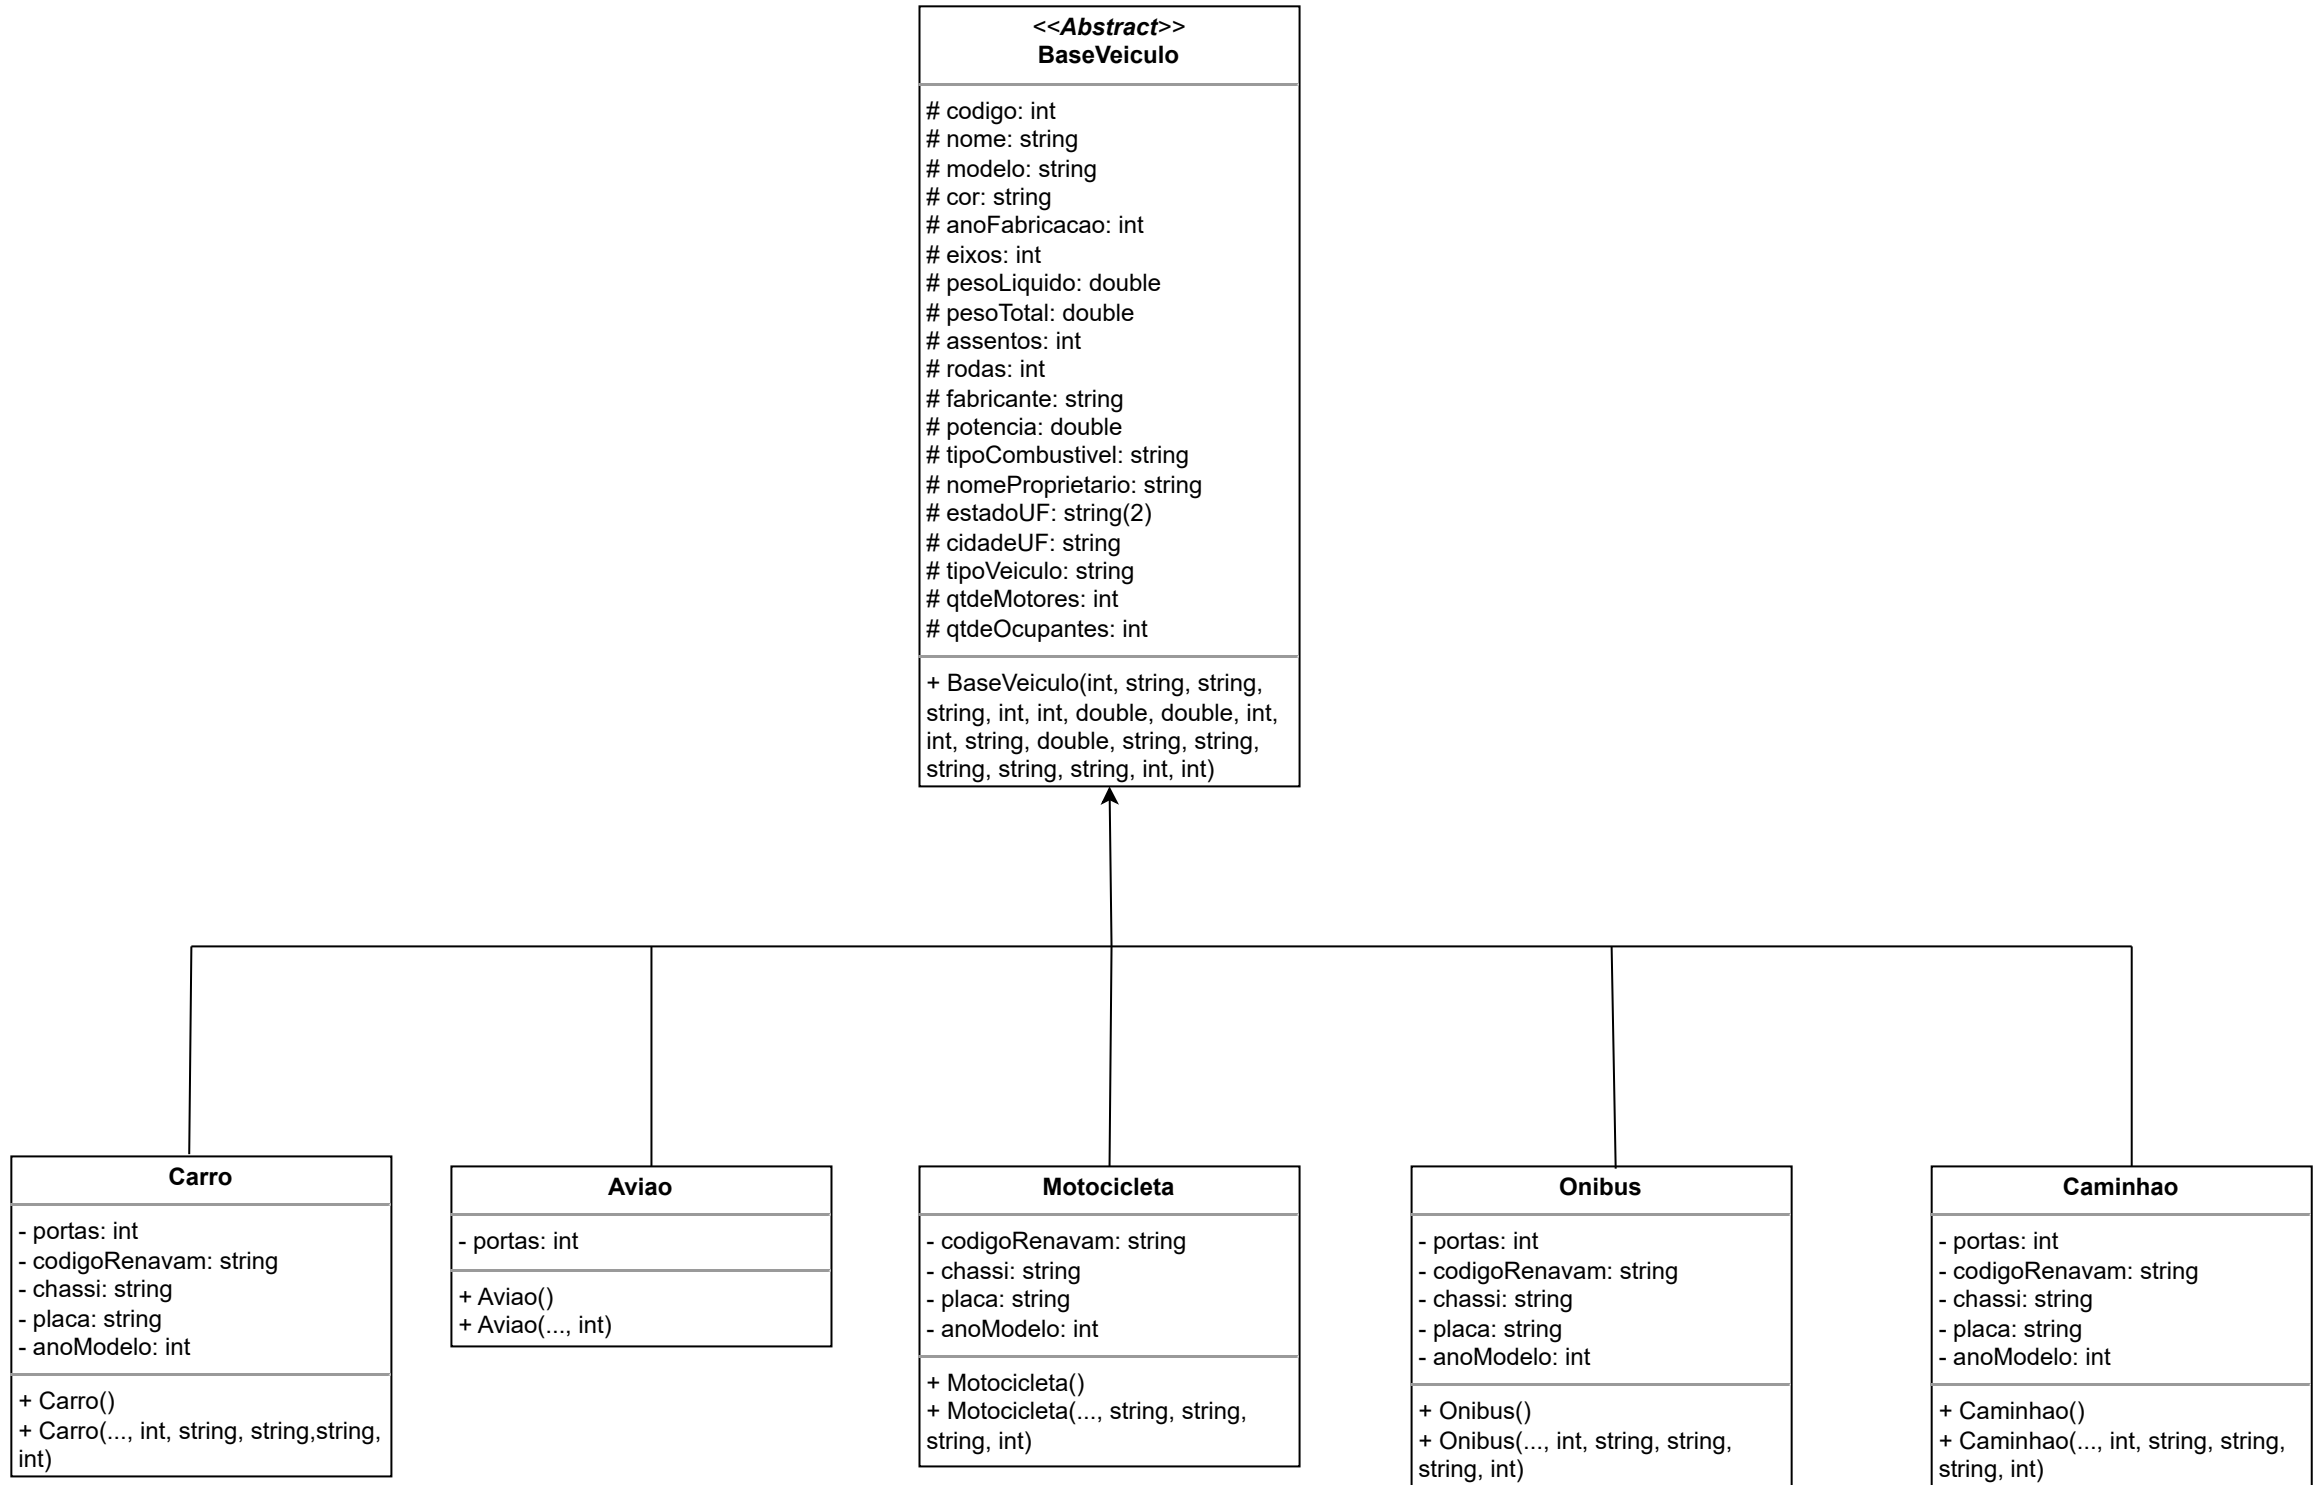 <<Abstract>>
BaseVeiculo
# codigo: int
# nome: string
# modelo: string
# cor: string
# anoFabricacao: int
# eixos: int
# pesoLiquido: double
# pesoTotal: double
# assentos: int
# rodas: int
# fabricante: string
# potencia: double
# tipoCombustivel: string
# nomeProprietario: string
# estadoUF: string(2)
# cidadeUF: string
# tipoVeiculo: string
# qtdeMotores: int
# qtdeOcupantes: int
+ BaseVeiculo(int, string, string,
string, int, int, double, double, int,
int, string, double, string, string,
string, string, string, int, int)
Carro
- portas: int
- codigoRenavam: string
- chassi: string
- placa: string
- anoModelo: int
+ Carro()
+ Carro(..., int, string, string,string,
int)
Aviao
- portas: int
+ Aviao()
+ Aviao(..., int)
Motocicleta
- codigoRenavam: string
- chassi: string
- placa: string
- anoModelo: int
+ Motocicleta()
+ Motocicleta(..., string, string,
string, int)
Onibus
- portas: int
- codigoRenavam: string
- chassi: string
- placa: string
- anoModelo: int
+ Onibus()
+ Onibus(..., int, string, string,
string, int)
Caminhao
- portas: int
- codigoRenavam: string
- chassi: string
- placa: string
- anoModelo: int
+ Caminhao()
+ Caminhao(..., int, string, string,
string, int)